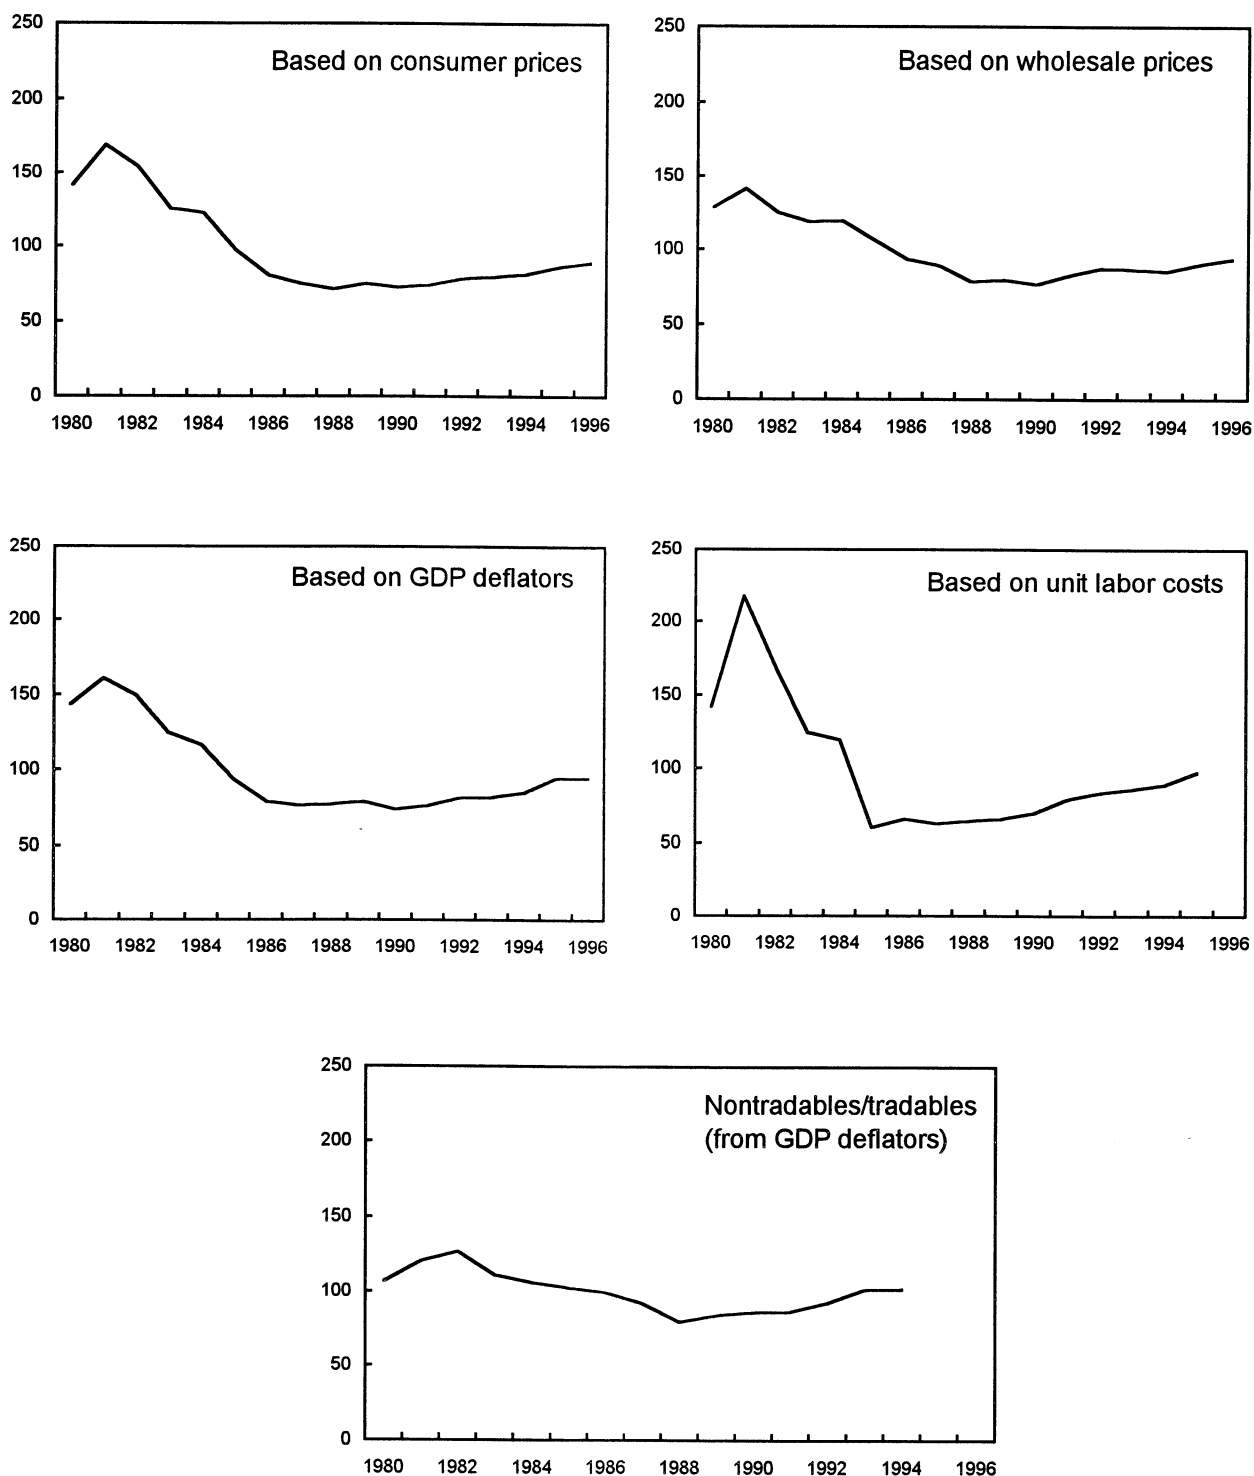 Based on consumer prices
250
200
150
100
50
0
1980 1982 1984 1986 1988 1990 1992 1994 1996
Based on wholesale prices
250
200
150
100
50
0
1980 1982 1984 1986 1988 1990 1992 1994 1996
Based on GDP deflators
250
200
150
100
50
0
1980 1982 1984 1986 1988 1990 1992 1994 1996
Based on unit labor costs
250
200
150
100
50
0
1980 1982 1984 1986 1988 1990 1992 1994 1996
Nontradables/tradables
(from GDP deflators)
250
200
150
100
50
0
1980 1982 1984 1986 1988 1990 1992 1994 1996